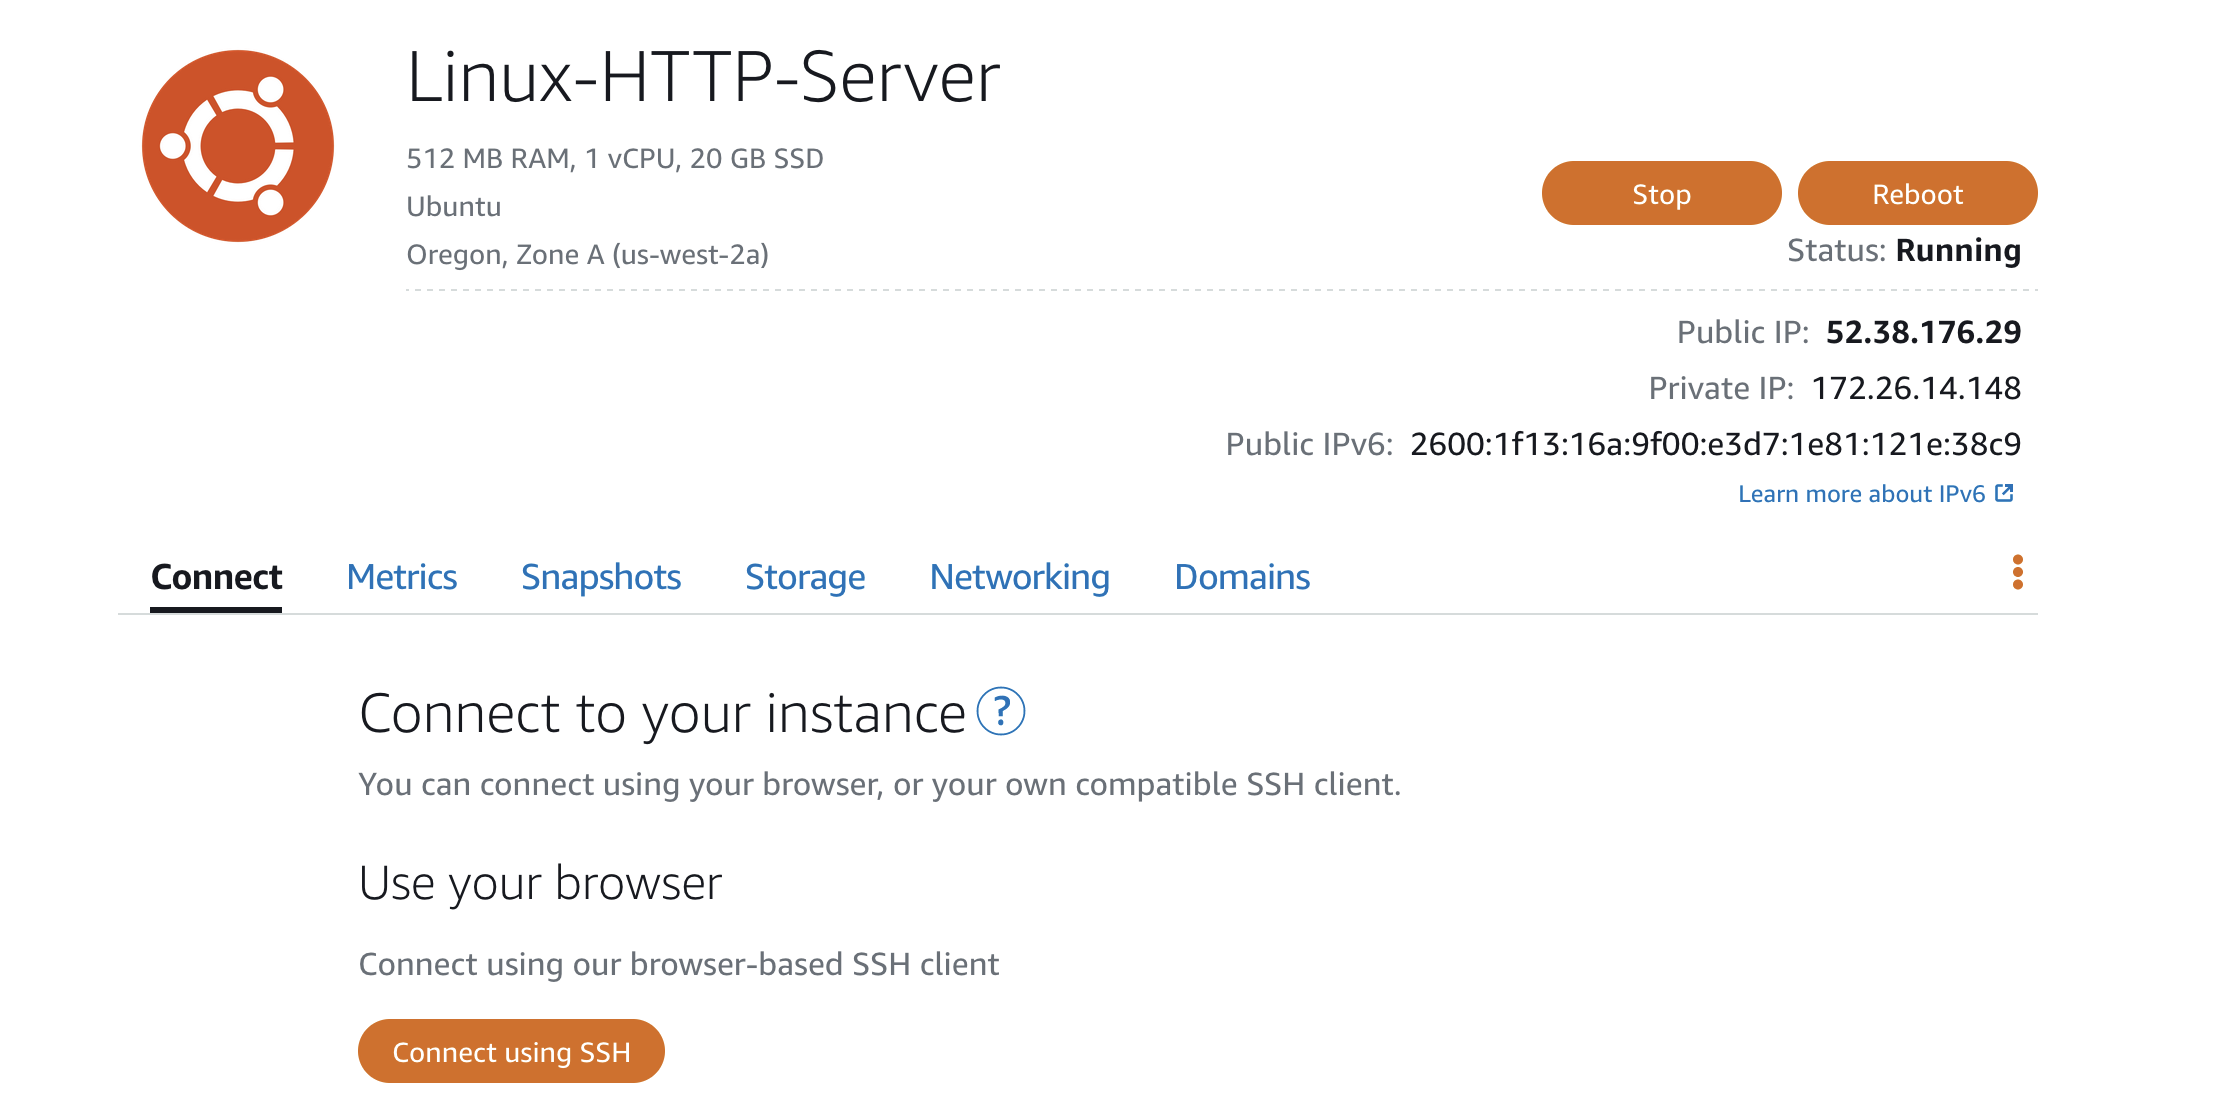 Linux-HTTP-Server
512 MB RAM, 1 vCPU, 20 GB SSD
Ubuntu
Oregon, Zone A (us-west-2a)
Stop
Reboot
Status: Running
Public IP: 52.38.176.29
Private IP: 172.26.14.148
Public IPv6: 2600:1f13:16a:9f00:e3d7:1e81:121e:38c9
Learn more about IPv6
Connect Metrics Snapshots Storage Networking Domains
Connect to your instance ?
You can connect using your browser, or your own compatible SSH client.
Use your browser
Connect using our browser-based SSH client
Connect using SSH